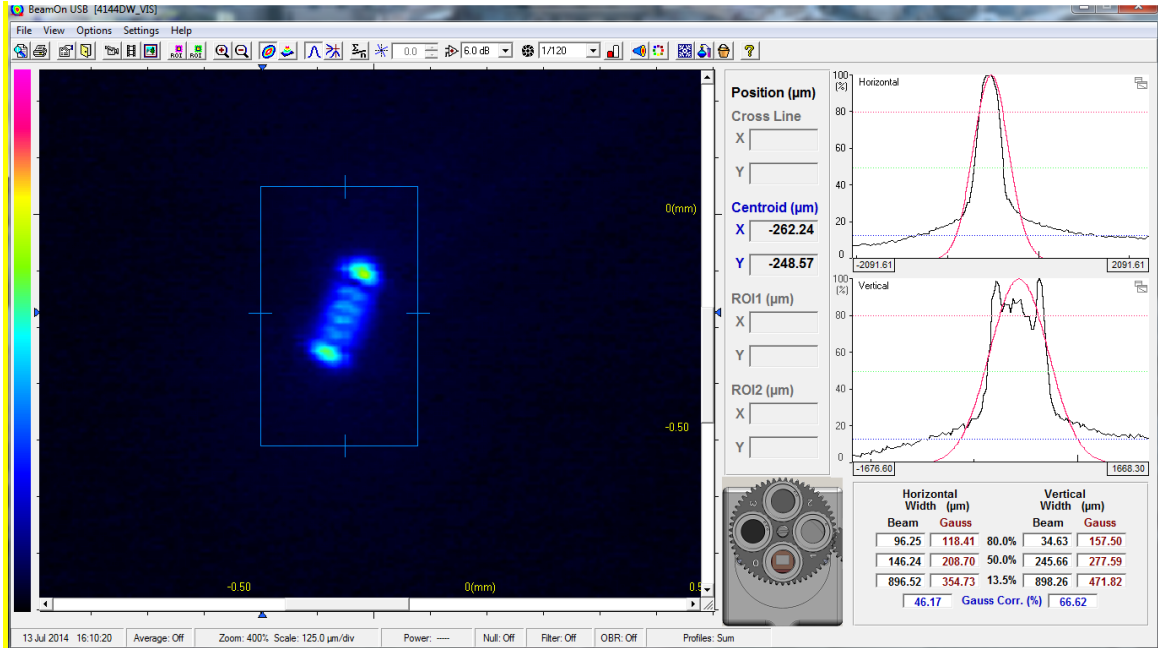 BeamOn USB [4144DW_VIS]
File View Options Settings Help
ROI ROI 0.0 6.0 dB 1/120
0(mm)
-0.50
-0.50 0(mm) 0.5
Position (µm)
Cross Line
X
Y
Centroid (µm)
X -262.24
Y -248.57
ROI1 (µm)
X
Y
ROI2 (µm)
X
Y
100
(%)
Horizontal
80
60
40
20
0
-2091.61 2091.61
100
(%)
Vertical
80
60
40
20
0
-1676.60 1668.30
Horizontal Vertical
Width (µm) Width (µm)
Beam Gauss Beam Gauss
96.25 118.41 80.0% 34.63 157.50
146.24 208.70 50.0% 245.66 277.59
896.52 354.73 13.5% 898.26 471.82
46.17 Gauss Corr. (%) 66.62
13 Jul 2014 16:10:20 Average: Off Zoom: 400% Scale: 125.0 µm/div Power: ---- Null: Off Filter: Off OBR: Off Profiles: Sum